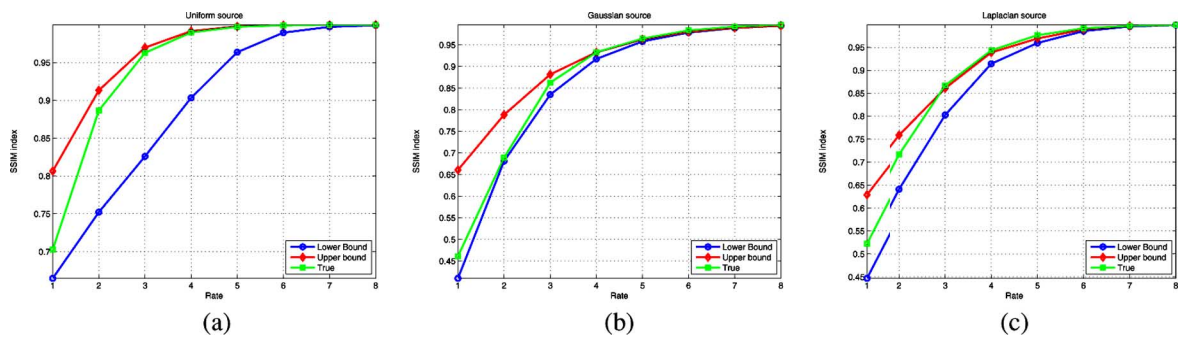 Uniform source
0.95
0.9
0.85
0.8
0.75
0.7
SSIM index
1 2 3 4 5 6 7 8
Rate
Lower Bound
Upper bound
True
(a)
Gaussian source
0.95
0.9
0.85
0.8
0.75
0.7
0.65
0.6
0.55
0.5
0.45
SSIM index
1 2 3 4 5 6 7 8
Rate
Lower Bound
Upper bound
True
(b)
Laplacian source
0.95
0.9
0.85
0.8
0.75
0.7
0.65
0.6
0.55
0.5
0.45
SSIM index
1 2 3 4 5 6 7 8
Rate
Lower Bound
Upper bound
True
(c)